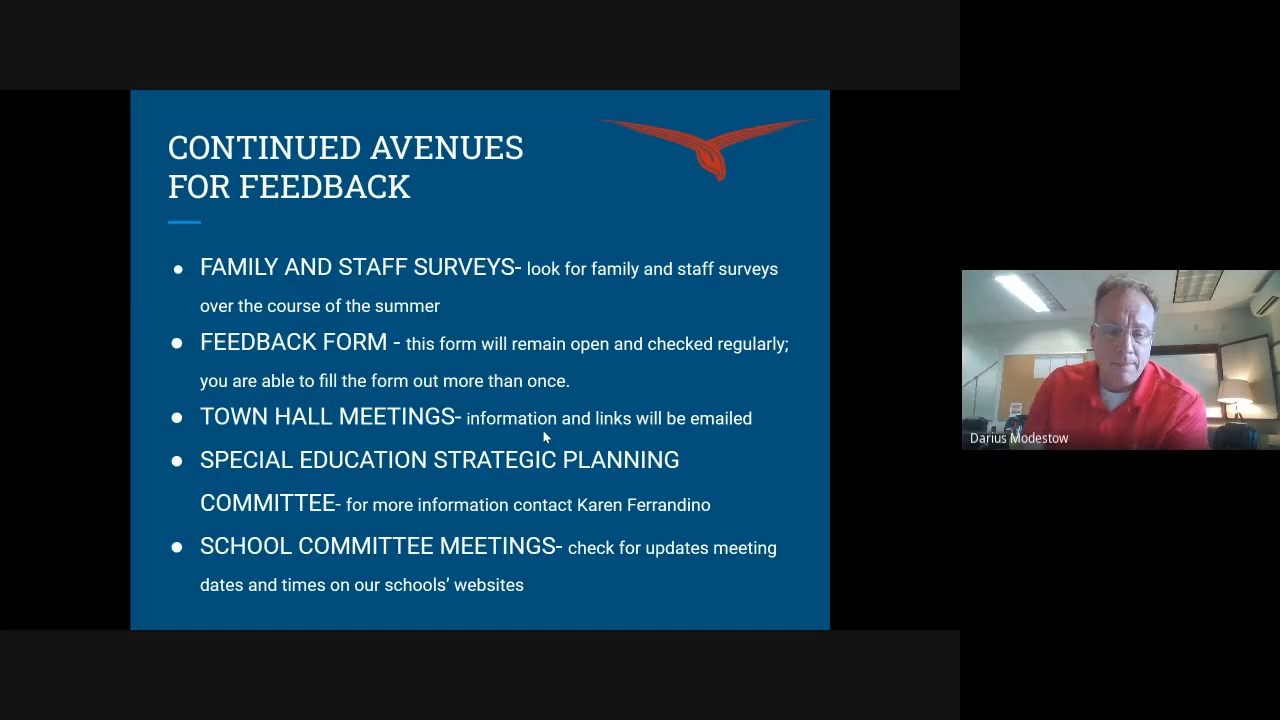 CONTINUED AVENUES
FOR FEEDBACK
● FAMILY AND STAFF SURVEYS- look for family and staff surveys
over the course of the summer
● FEEDBACK FORM - this form will remain open and checked regularly;
you are able to fill the form out more than once.
● TOWN HALL MEETINGS- information and links will be emailed
● SPECIAL EDUCATION STRATEGIC PLANNING
COMMITTEE- for more information contact Karen Ferrandino
● SCHOOL COMMITTEE MEETINGS- check for updates meeting
dates and times on our schools’ websites
Darius Modestow